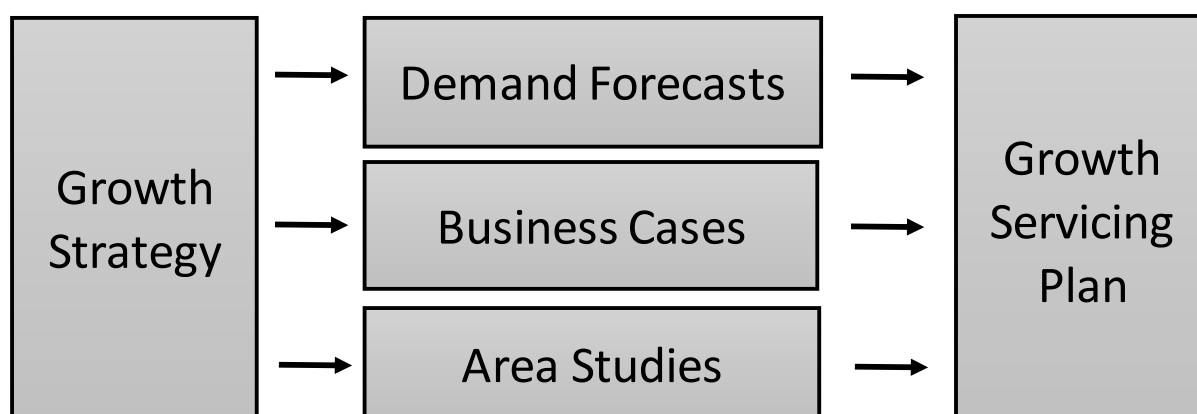 Growth
Strategy
Demand Forecasts
Business Cases
Area Studies
Growth
Servicing
Plan